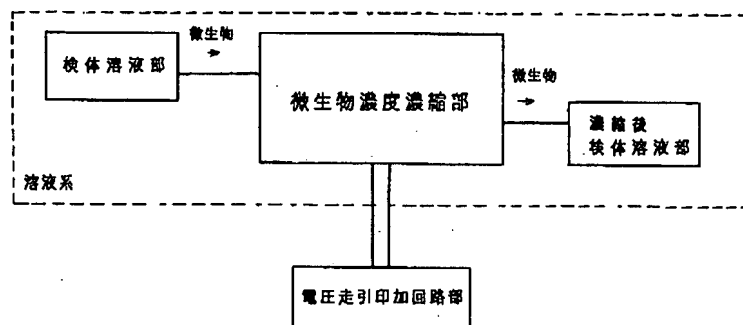 微生物
検体溶液部
微生物濃度濃縮部
微生物
濃縮後
検体溶液部
溶液系
電圧走引印加回路部